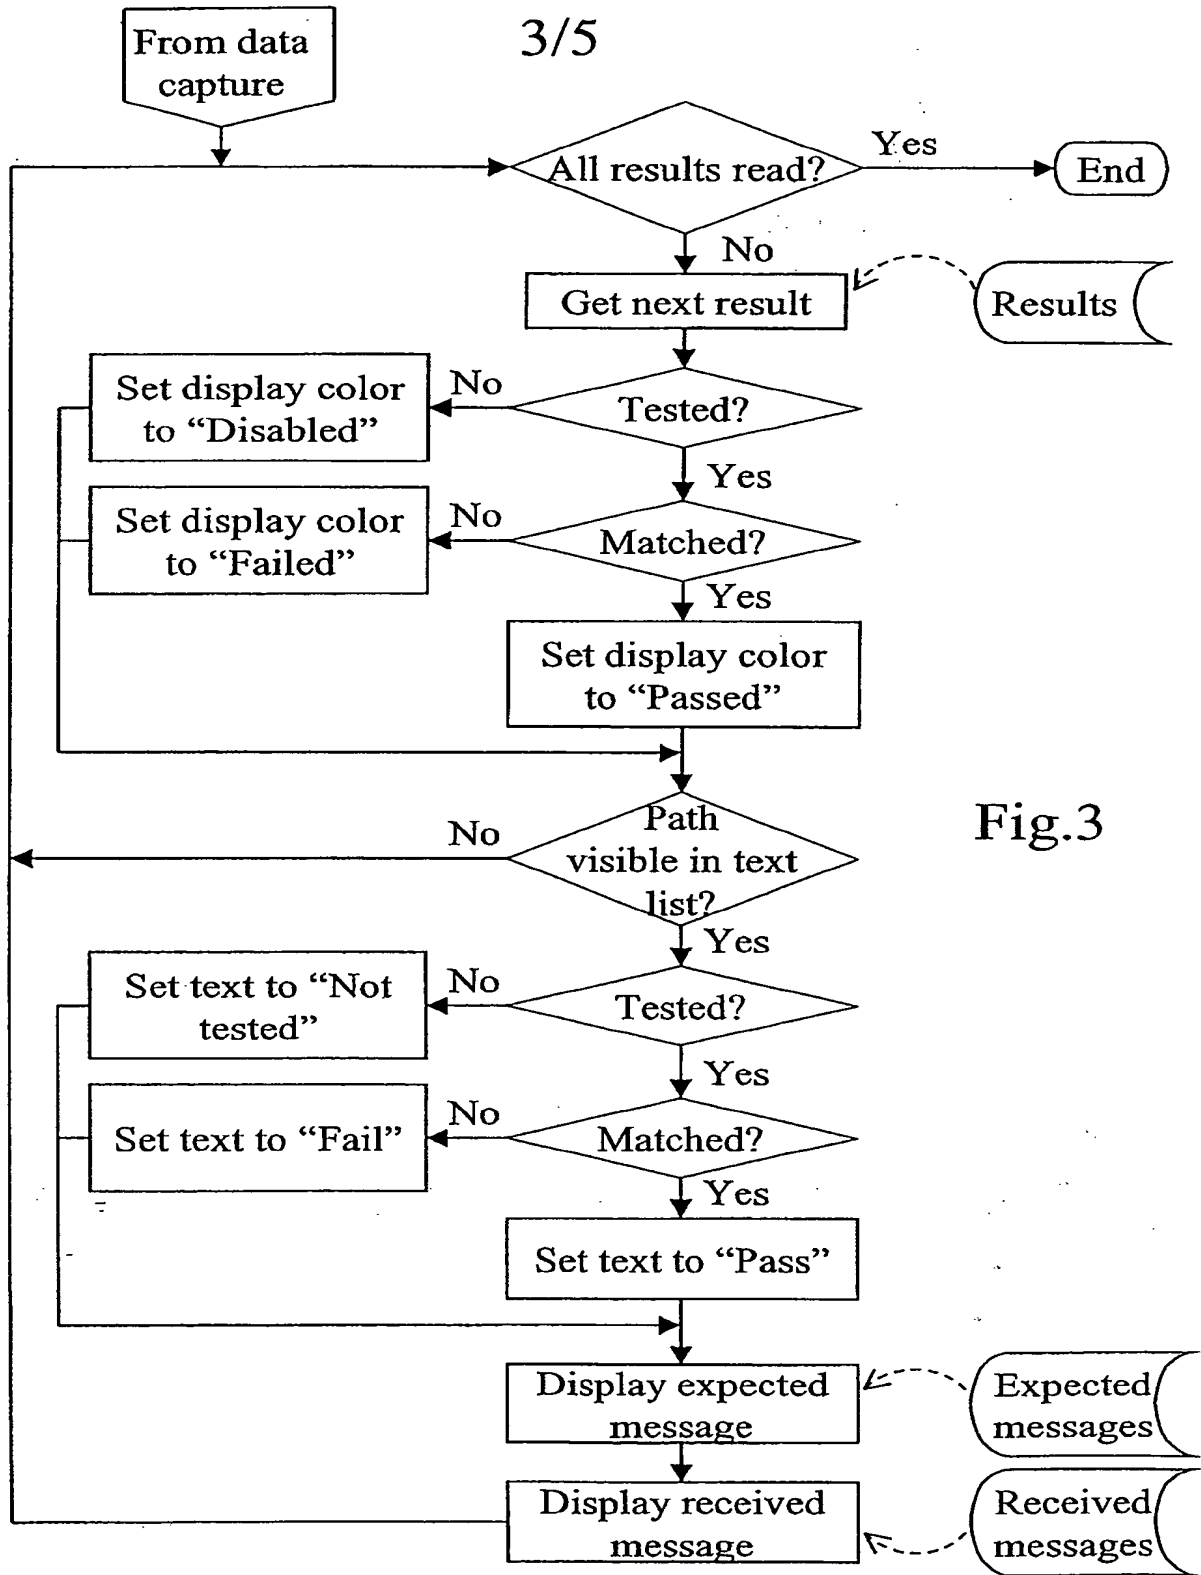 3/5
From data
capture
All results read?
Yes
End
No
Get next result
Results
Set display color
to “Disabled”
No
Tested?
Yes
Set display color
to “Failed”
No
Matched?
Yes
Set display color
to “Passed”
Fig.3
No
Path
visible in text
list?
Yes
Set text to “Not
tested”
No
Tested?
Yes
Set text to “Fail”
No
Matched?
Yes
Set text to “Pass”
Display expected
message
Expected
messages
Display received
message
Received
messages